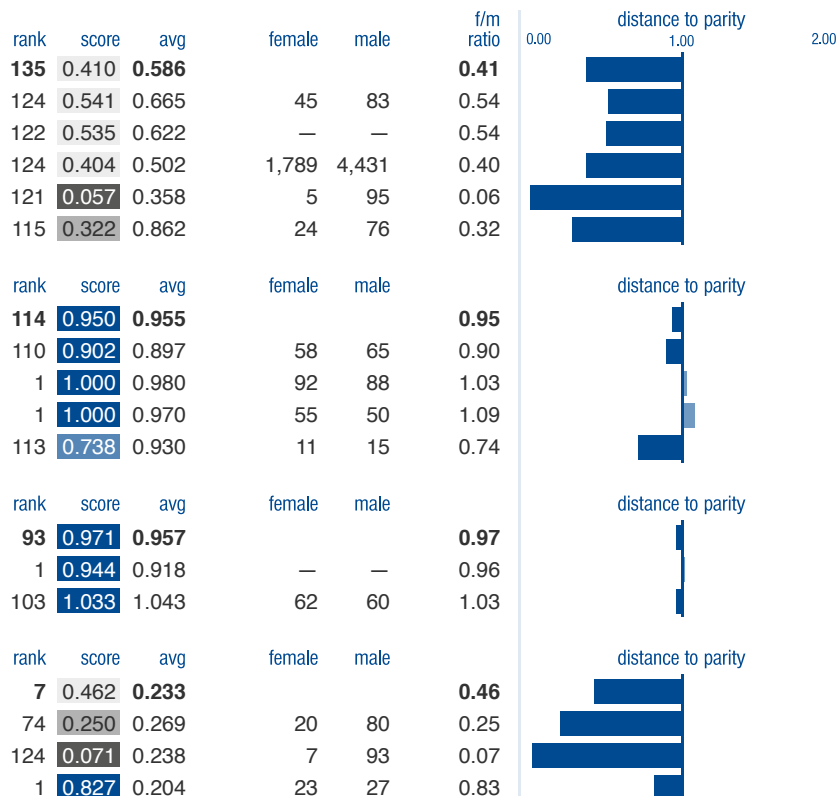 f/m
distance to parity
rank score avg female male ratio 0.00 1.00 2.00
135 0.410 0.586 0.41
124 0.541 0.665 45 83 0.54
122 0.535 0.622 — — 0.54
124 0.404 0.502 1,789 4,431 0.40
121 0.057 0.358 5 95 0.06
115 0.322 0.862 24 76 0.32
rank score avg female male distance to parity
114 0.950 0.955 0.95
110 0.902 0.897 58 65 0.90
1 1.000 0.980 92 88 1.03
1 1.000 0.970 55 50 1.09
113 0.738 0.930 11 15 0.74
rank score avg female male distance to parity
93 0.971 0.957 0.97
1 0.944 0.918 — — 0.96
103 1.033 1.043 62 60 1.03
rank score avg female male distance to parity
7 0.462 0.233 0.46
74 0.250 0.269 20 80 0.25
124 0.071 0.238 7 93 0.07
1 0.827 0.204 23 27 0.83